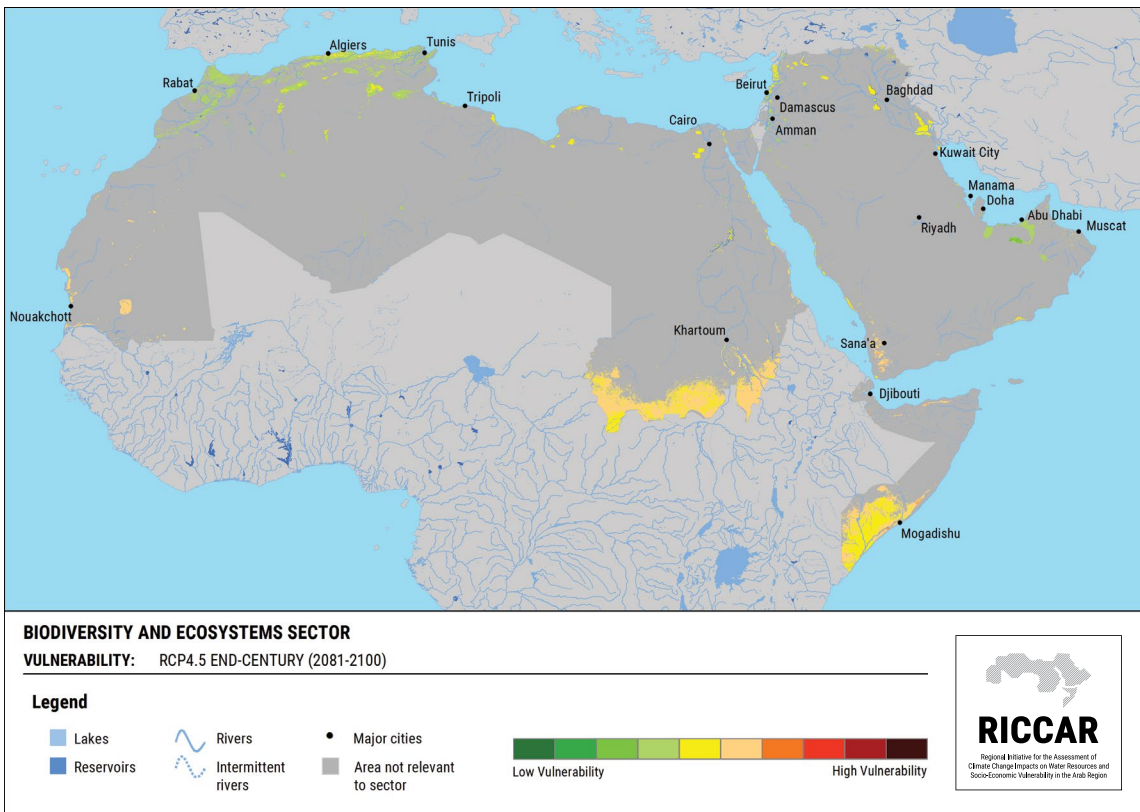 Algiers
Tunis
Rabat
Tripoli
Beirut
Damascus
Amman
Baghdad
Cairo
Kuwait City
Manama
Doha
Abu Dhabi
Muscat
Riyadh
Nouakchott
Khartoum
Sana'a
Djibouti
Mogadishu
BIODIVERSITY AND ECOSYSTEMS SECTOR
VULNERABILITY: RCP4.5 END-CENTURY (2081-2100)
Legend
Lakes
Reservoirs
Rivers
Intermittent
rivers
Major cities
Area not relevant
to sector
Low Vulnerability
High Vulnerability
RICCAR
Regional Initiative for the Assessment of
Climate Change Impacts on Water Resources and
Socio-Economic Vulnerability in the Arab Region